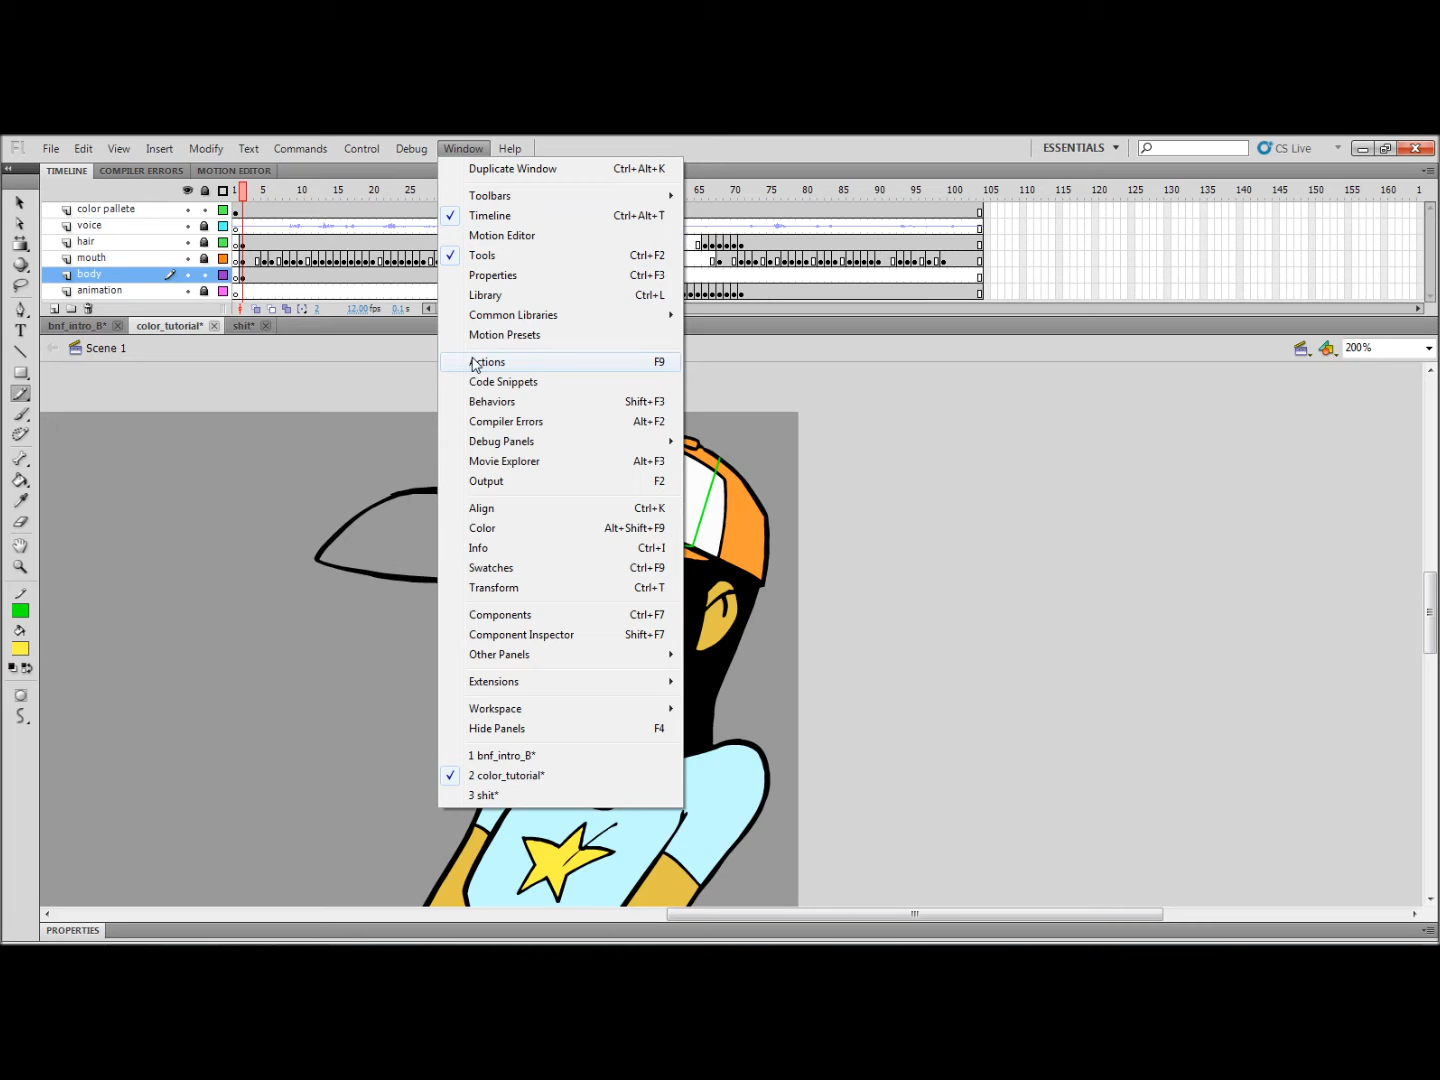 Fl File Edit View Insert Modify Text Commands Control Debug Window Help ESSENTIALS CS Live
TIMELINE COMPILER ERRORS MOTION EDITOR
1 5 10 15 20 25 65 70 75 80 85 90 95 100 105 110 115 120 125 130 135 140 145 150 155 160 1
color pallete
voice
hair
mouth
body
animation
2 12.00 fps 0.1 s
bnf_intro_B* color_tutorial* shit*
Scene 1 200%
Duplicate Window Ctrl+Alt+K
Toolbars
Timeline Ctrl+Alt+T
Motion Editor
Tools Ctrl+F2
Properties Ctrl+F3
Library Ctrl+L
Common Libraries
Motion Presets
Actions F9
Code Snippets
Behaviors Shift+F3
Compiler Errors Alt+F2
Debug Panels
Movie Explorer Alt+F3
Output F2
Align Ctrl+K
Color Alt+Shift+F9
Info Ctrl+I
Swatches Ctrl+F9
Transform Ctrl+T
Components Ctrl+F7
Component Inspector Shift+F7
Other Panels
Extensions
Workspace
Hide Panels F4
1 bnf_intro_B*
2 color_tutorial*
3 shit*
PROPERTIES